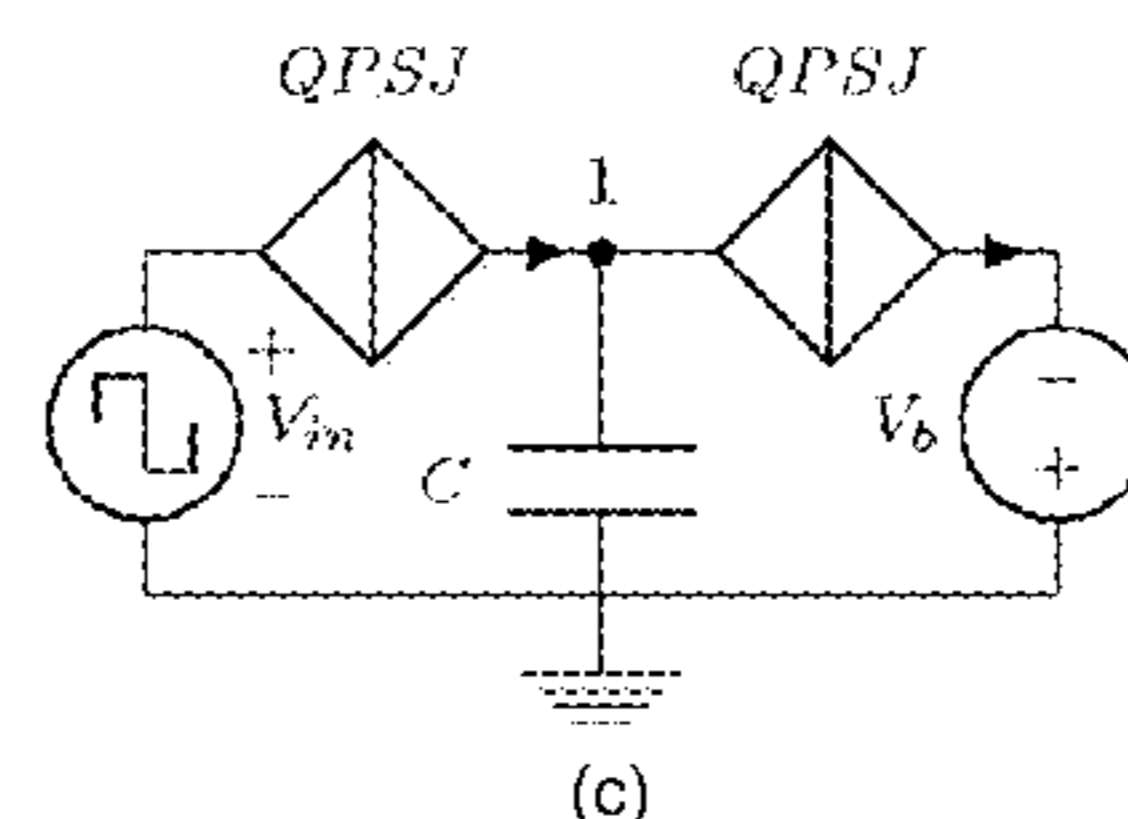 QPSJ QPSJ
1
+ −
V_in V_b
− +
C
(c)